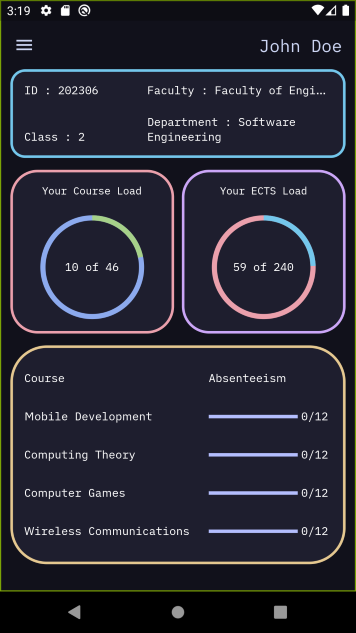 3:19
John Doe
ID : 202306
Faculty : Faculty of Engi…
Department : Software
Engineering
Class : 2
Your Course Load
10 of 46
Your ECTS Load
59 of 240
Course Absenteeism
Mobile Development 0/12
Computing Theory 0/12
Computer Games 0/12
Wireless Communications 0/12